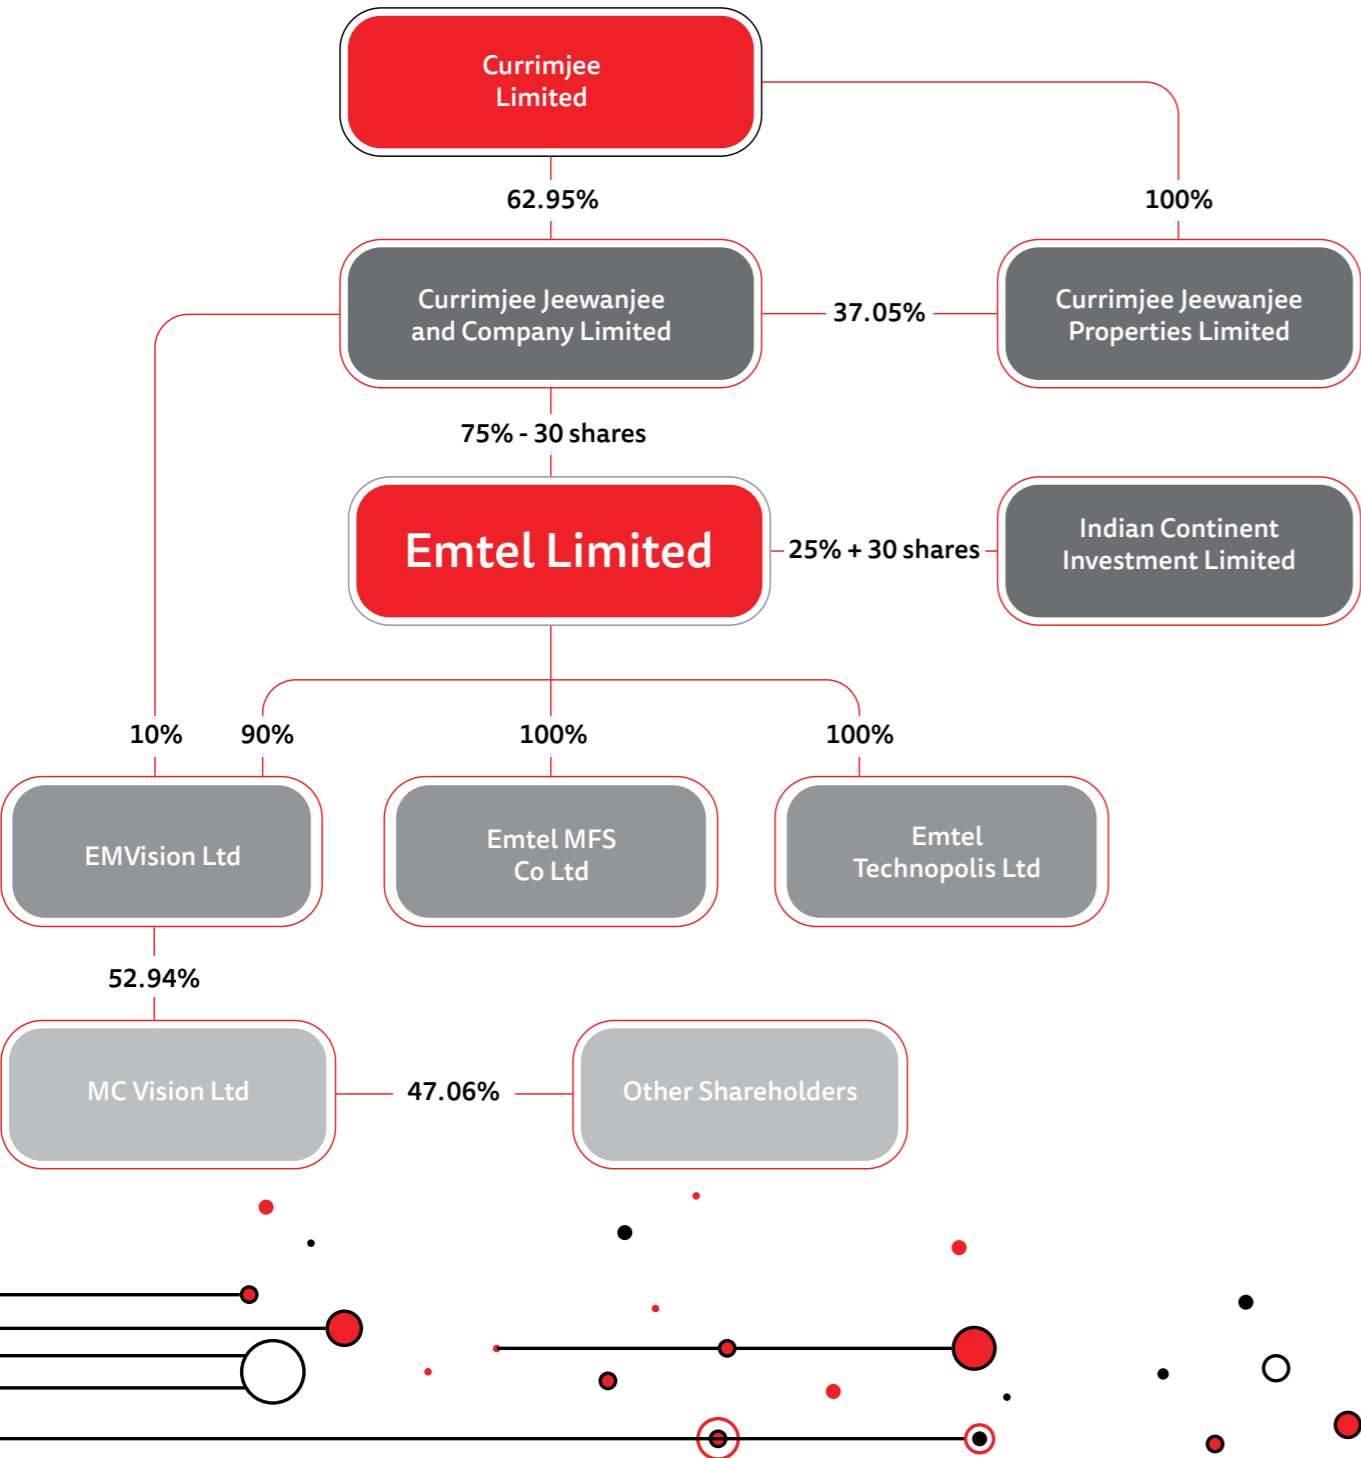 Currimjee
Limited
62.95%
100%
Currimjee Jeewanjee
and Company Limited
37.05%
Currimjee Jeewanjee
Properties Limited
75% - 30 shares
Emtel Limited
25% + 30 shares
Indian Continent
Investment Limited
10%
90%
100%
100%
EMVision Ltd
Emtel MFS
Co Ltd
Emtel
Technopolis Ltd
52.94%
MC Vision Ltd
47.06%
Other Shareholders